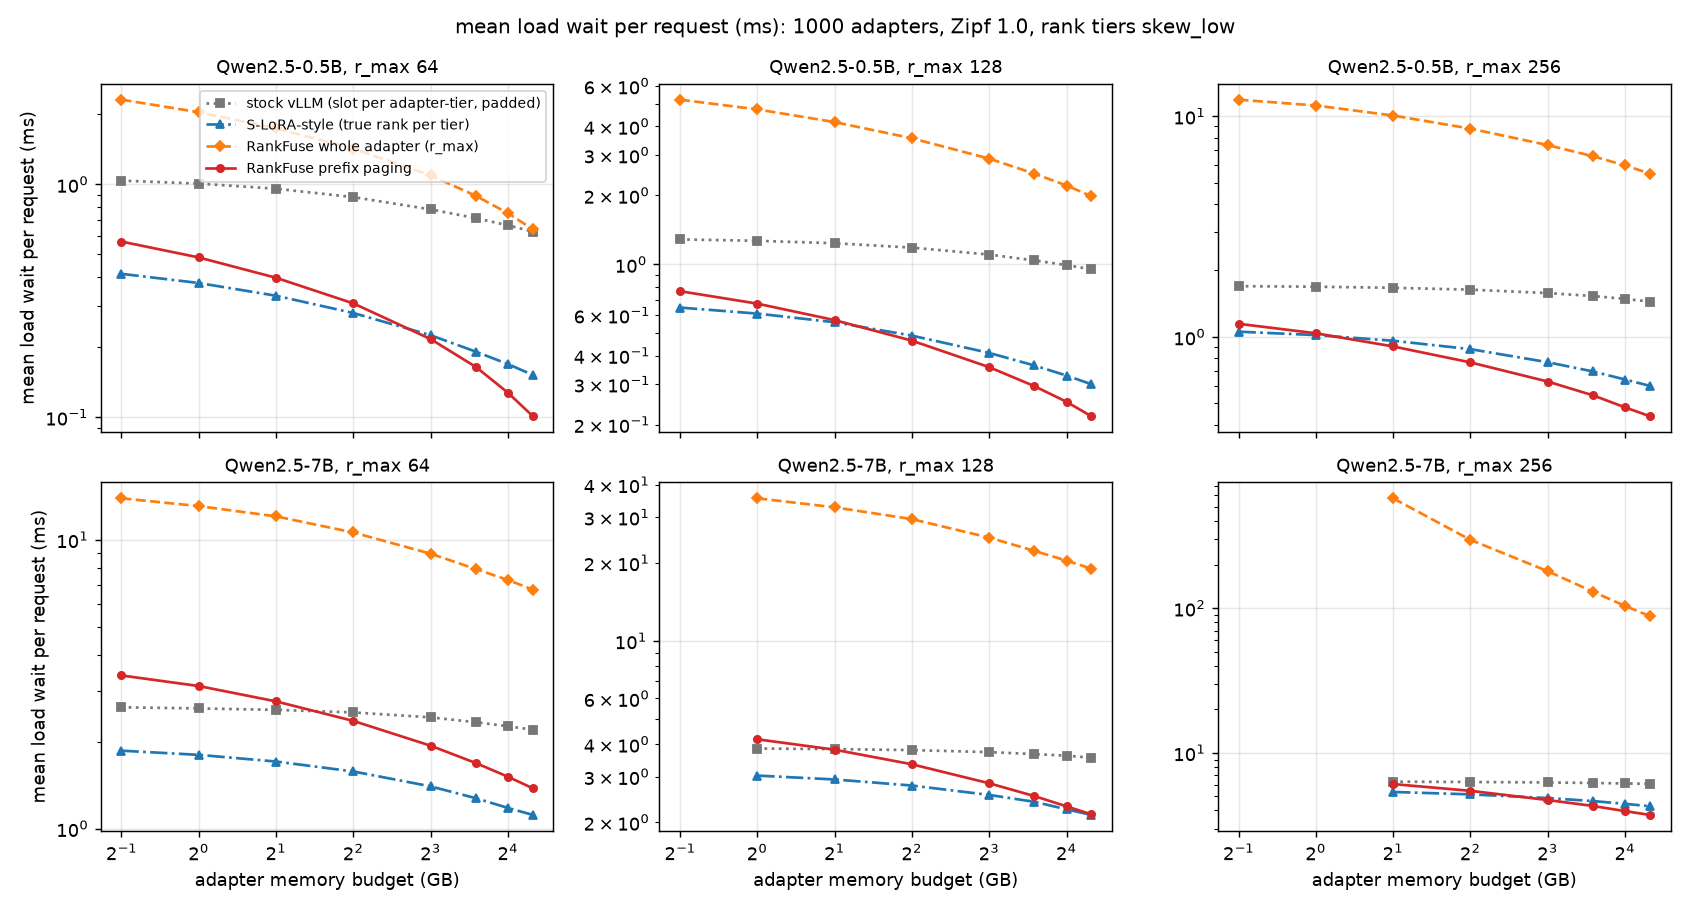 mean load wait per request (ms): 1000 adapters, Zipf 1.0, rank tiers skew_low
Qwen2.5-0.5B, r_max 64
mean load wait per request (ms)
10⁰
10⁻¹
stock vLLM (slot per adapter-tier, padded)
S-LoRA-style (true rank per tier)
RankFuse whole adapter (r_max)
RankFuse prefix paging
Qwen2.5-0.5B, r_max 128
6 × 10⁰
4 × 10⁰
3 × 10⁰
2 × 10⁰
10⁰
6 × 10⁻¹
4 × 10⁻¹
3 × 10⁻¹
2 × 10⁻¹
Qwen2.5-0.5B, r_max 256
10¹
10⁰
Qwen2.5-7B, r_max 64
mean load wait per request (ms)
10¹
10⁰
2⁻¹ 2⁰ 2¹ 2² 2³ 2⁴
adapter memory budget (GB)
Qwen2.5-7B, r_max 128
4 × 10¹
3 × 10¹
2 × 10¹
10¹
6 × 10⁰
4 × 10⁰
3 × 10⁰
2 × 10⁰
2⁻¹ 2⁰ 2¹ 2² 2³ 2⁴
adapter memory budget (GB)
Qwen2.5-7B, r_max 256
10²
10¹
2⁻¹ 2⁰ 2¹ 2² 2³ 2⁴
adapter memory budget (GB)